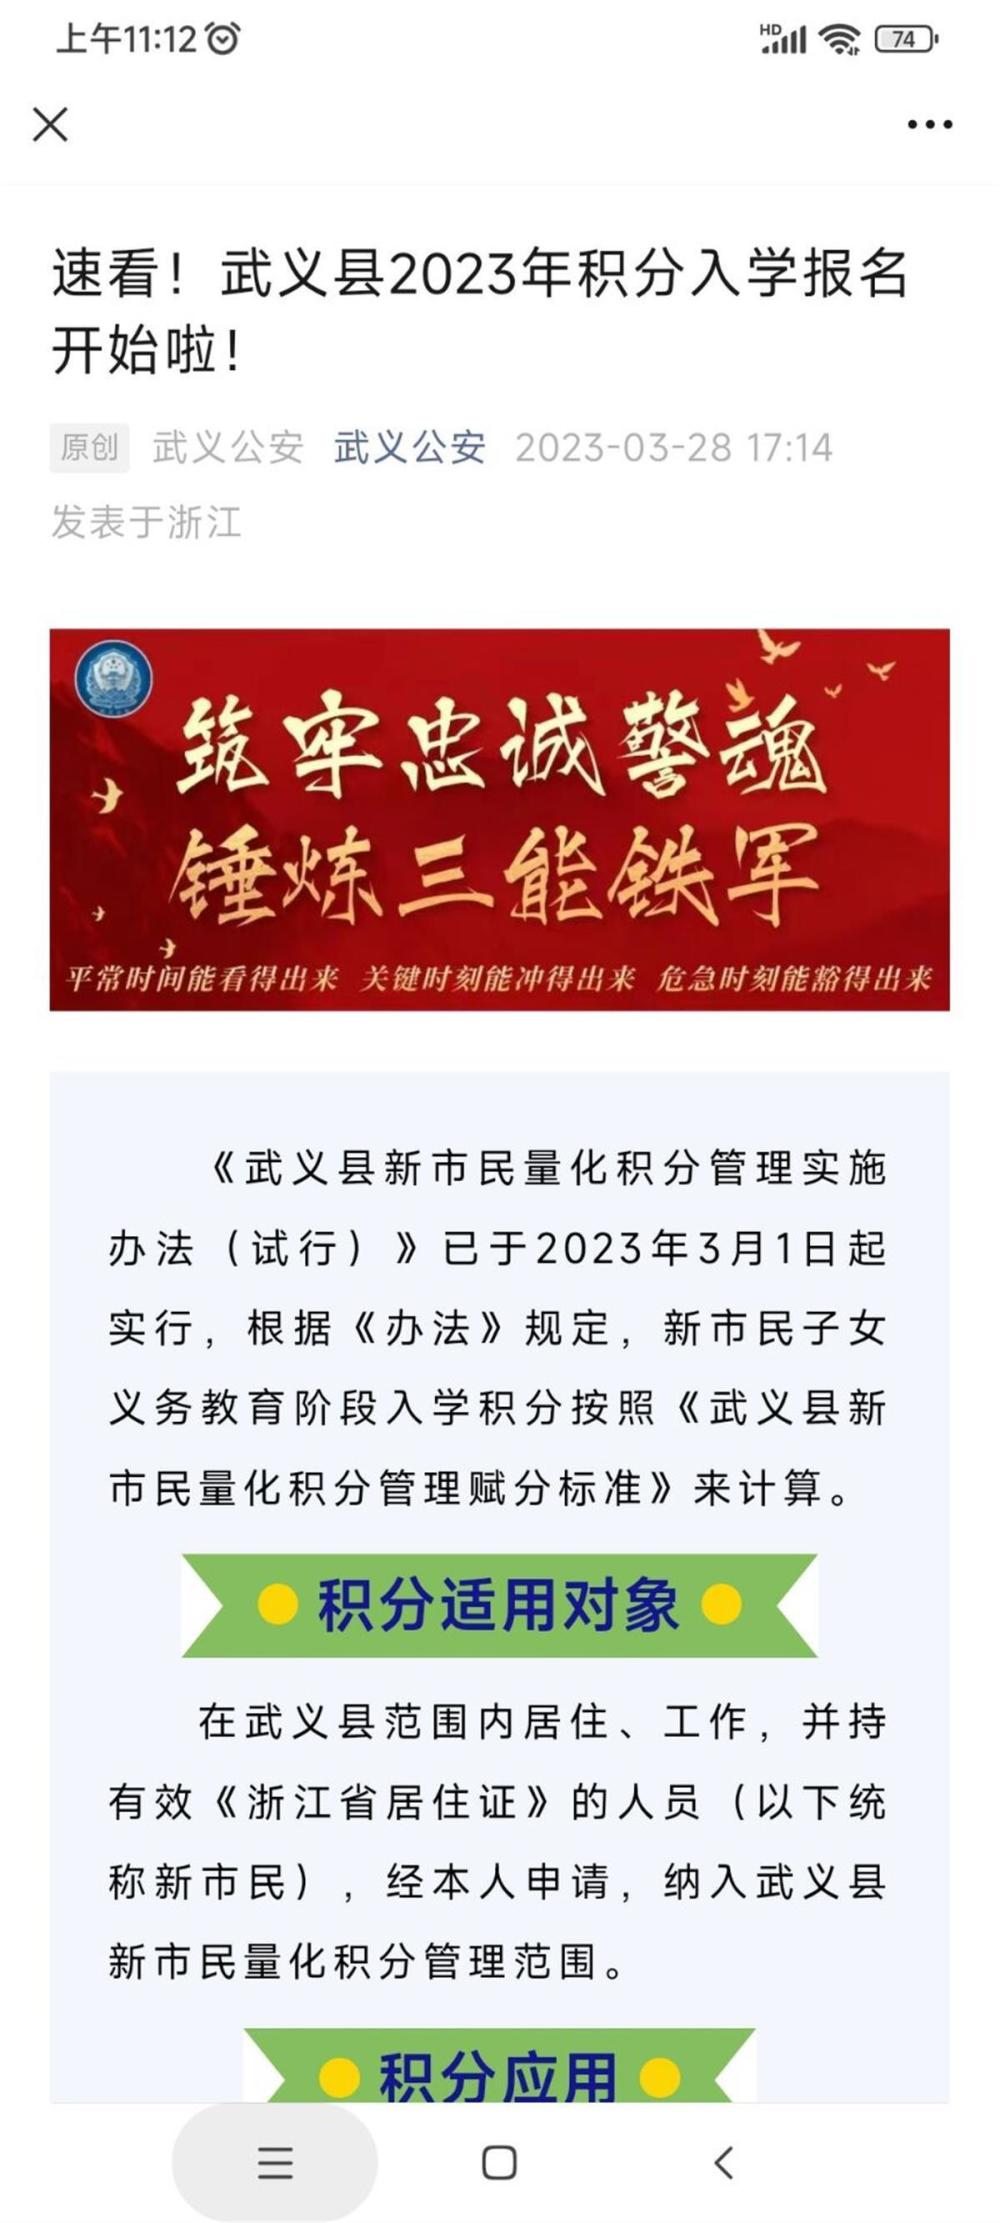 上午11:12
HD
74
速看！武义县2023年积分入学报名
开始啦！
原创 武义公安 武义公安 2023-03-28 17:14
发表于浙江
筑牢忠诚警魂
锤炼三能铁军
平常时间能看得出来 关键时刻能冲得出来 危急时刻能豁得出来
《武义县新市民量化积分管理实施
办法（试行）》已于2023年3月1日起
实行，根据《办法》规定，新市民子女
义务教育阶段入学积分按照《武义县新
市民量化积分管理赋分标准》来计算。
积分适用对象
在武义县范围内居住、工作，并持
有效《浙江省居住证》的人员（以下统
称新市民），经本人申请，纳入武义县
新市民量化积分管理范围。
积分应用